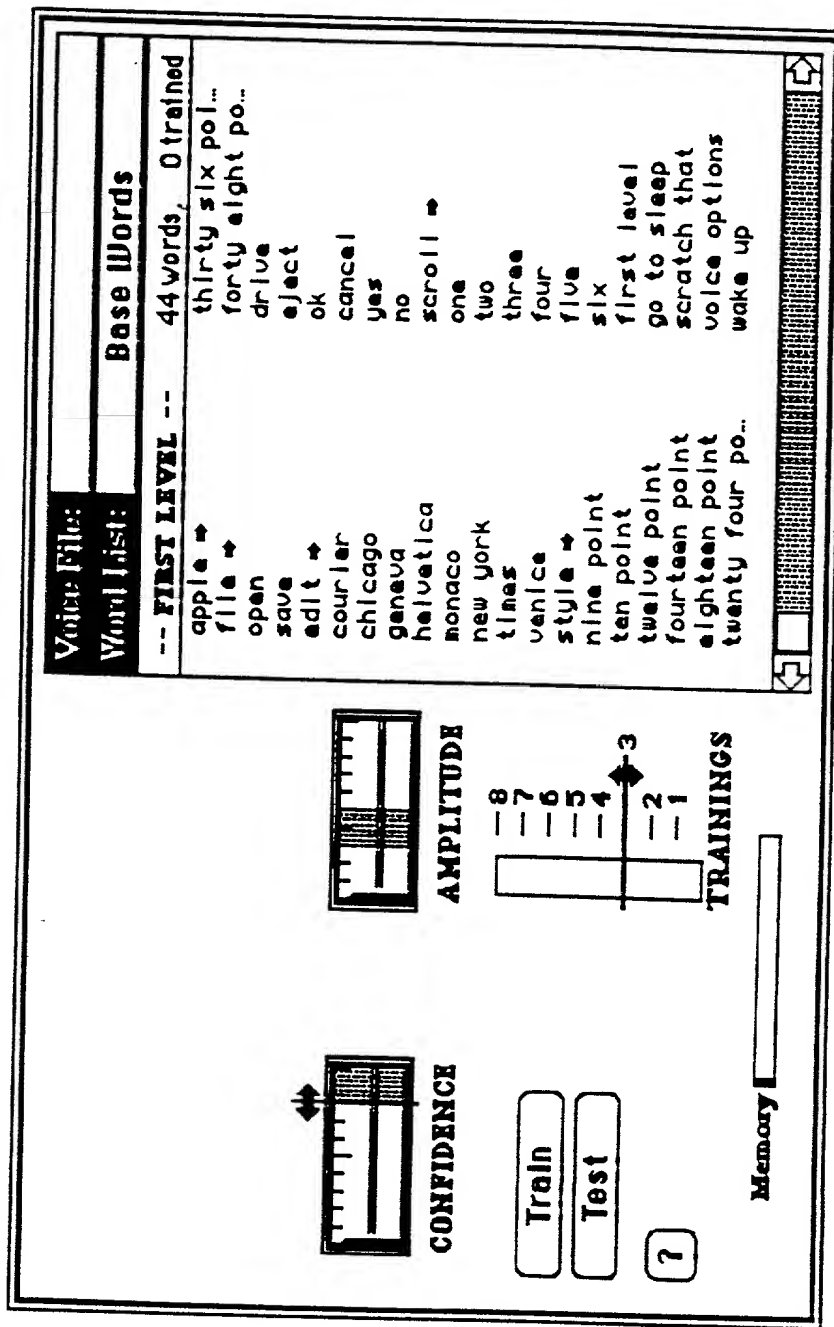 Voice File:
Word List: Base Words
-- FIRST LEVEL -- 44 words, 0 trained
apple ➡
file ➡
open
save
edit ➡
courier
chicago
geneva
helvetica
monaco
new york
times
venice
style ➡
nine point
ten point
twelve point
fourteen point
eighteen point
twenty four po…
thirty six poi…
forty eight po…
drive
eject
ok
cancel
yes
no
scroll ➡
one
two
three
four
five
six
first level
go to sleep
scratch that
voice options
wake up
CONFIDENCE
AMPLITUDE
Train
Test
?
8
7
6
5
4
3
2
1
TRAININGS
Memory